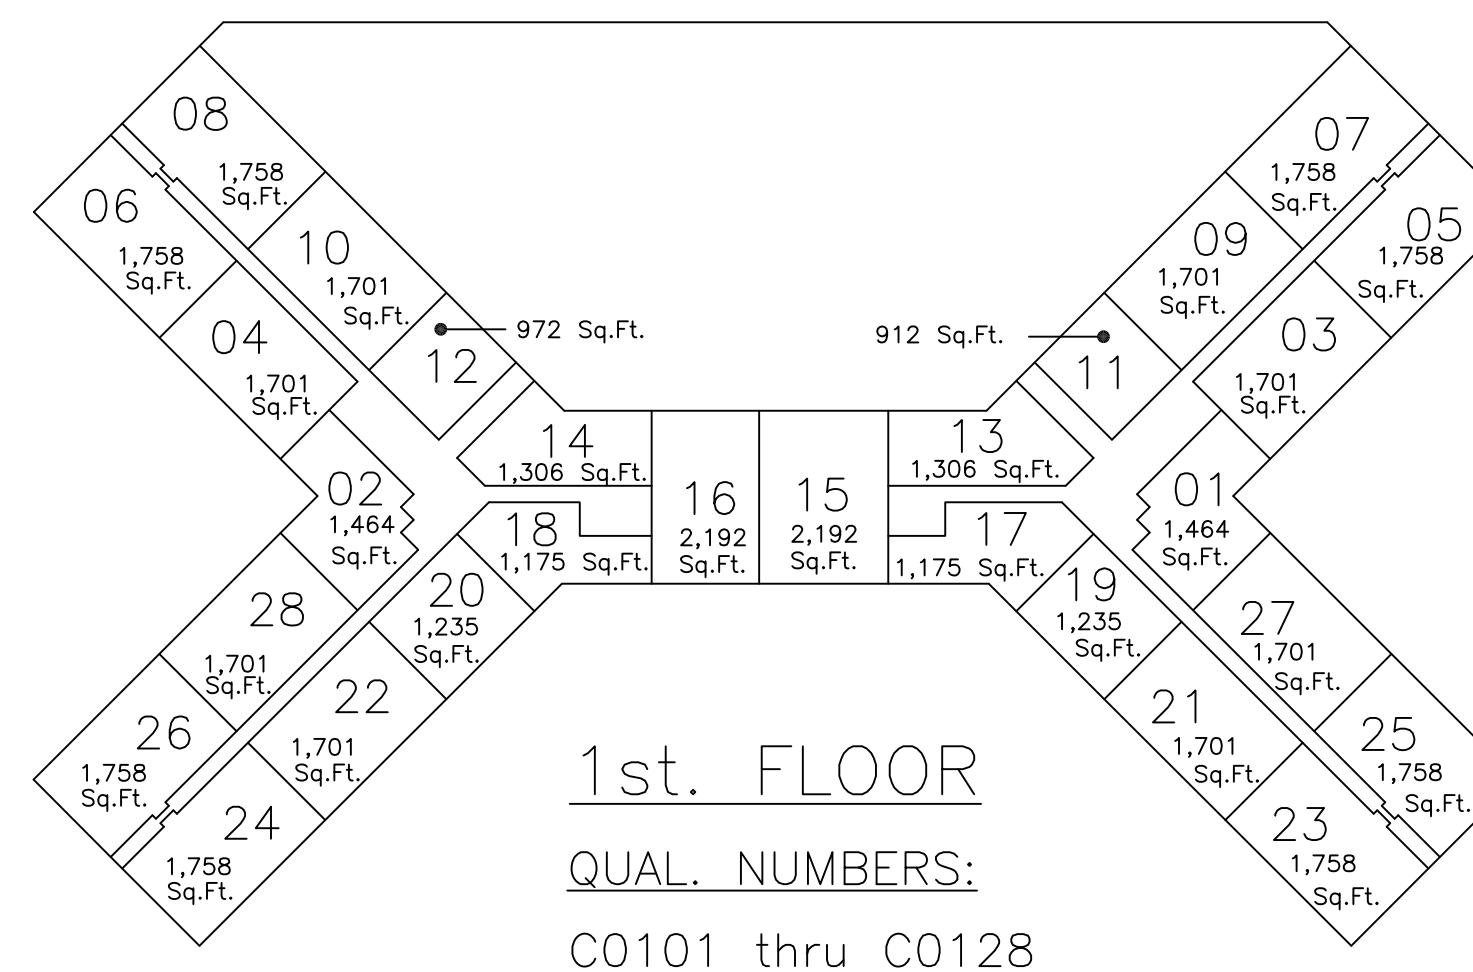 08
1,758
Sq.Ft.
06
1,758
Sq.Ft.
10
1,701
Sq.Ft.
04
1,701
Sq.Ft.
12
972 Sq.Ft.
07
1,758
Sq.Ft.
05
1,758
Sq.Ft.
09
1,701
Sq.Ft.
03
1,701
Sq.Ft.
912 Sq.Ft.
11
14
1,306 Sq.Ft.
13
1,306 Sq.Ft.
02
1,464
Sq.Ft.
16
2,192
Sq.Ft.
15
2,192
Sq.Ft.
01
1,464
Sq.Ft.
18
1,175 Sq.Ft.
17
1,175 Sq.Ft.
20
1,235
Sq.Ft.
19
1,235
Sq.Ft.
28
1,701
Sq.Ft.
27
1,701
Sq.Ft.
22
1,701
Sq.Ft.
21
1,701
Sq.Ft.
26
1,758
Sq.Ft.
25
1,758
Sq.Ft.
24
1,758
Sq.Ft.
23
1,758
Sq.Ft.
1st. FLOOR
QUAL. NUMBERS:
C0101 thru C0128